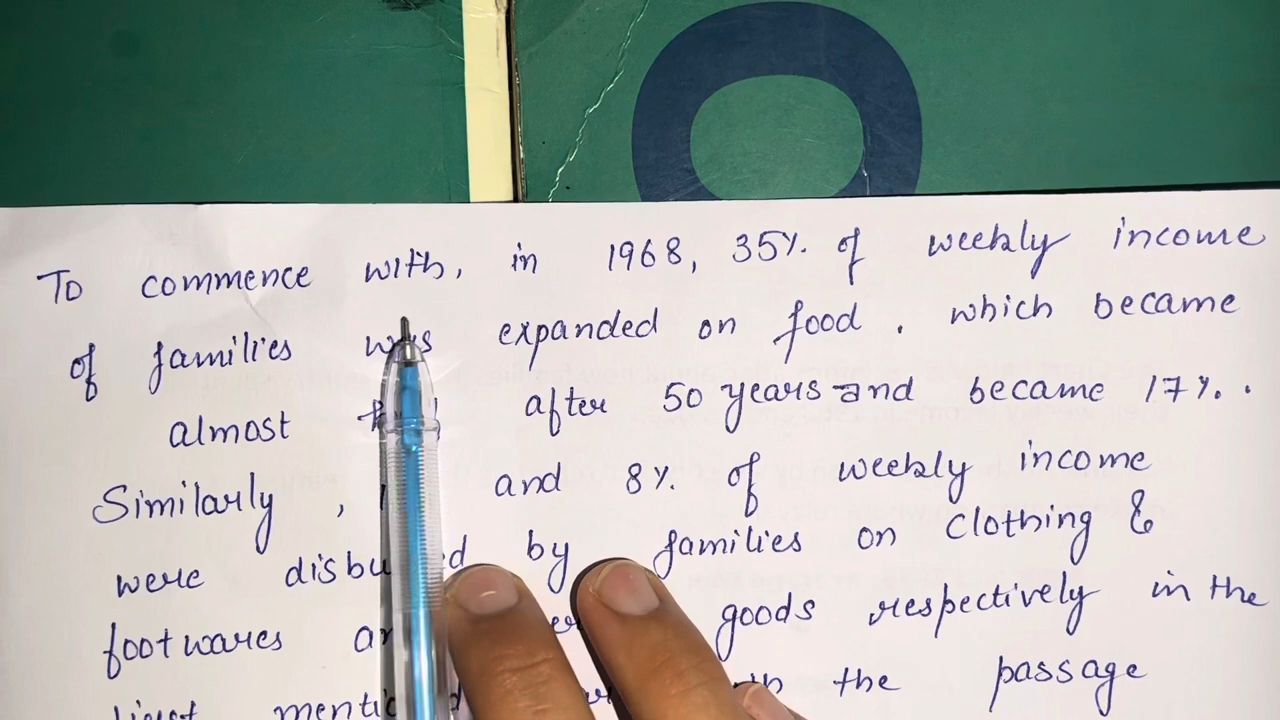 To commence with, in 1968, 35% of weekly income
of families was expanded on food. which became
almost after 50 years and became 17%.
Similarly, and 8% of weekly income
were by families on clothing &
footwares goods respectively in the
the passage